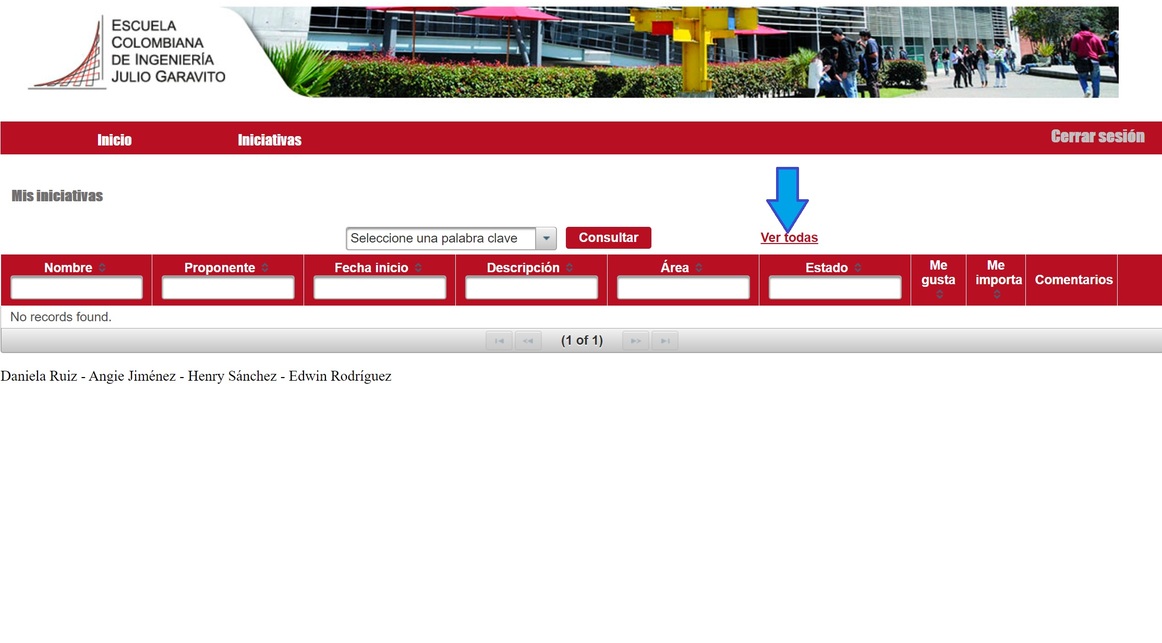 ESCUELA
COLOMBIANA
DE INGENIERÍA
JULIO GARAVITO
Inicio Iniciativas Cerrar sesión
Mis iniciativas
Seleccione una palabra clave Consultar Ver todas
Nombre Proponente Fecha inicio Descripción Área Estado Me gusta Me importa Comentarios
No records found.
(1 of 1)
Daniela Ruiz - Angie Jiménez - Henry Sánchez - Edwin Rodríguez